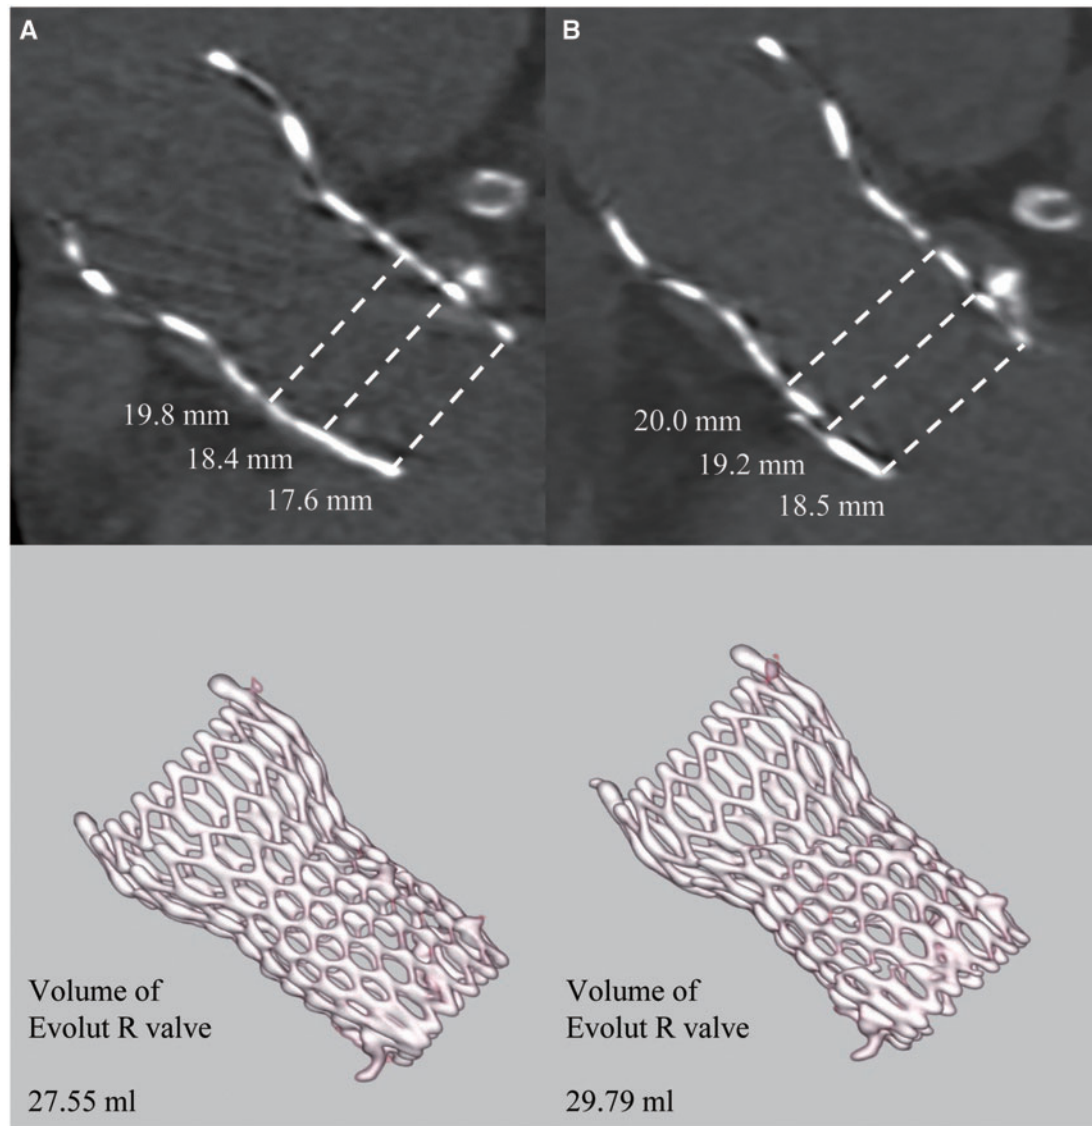 A
B
19.8 mm
18.4 mm
17.6 mm
20.0 mm
19.2 mm
18.5 mm
Volume of
Evolut R valve
27.55 ml
Volume of
Evolut R valve
29.79 ml